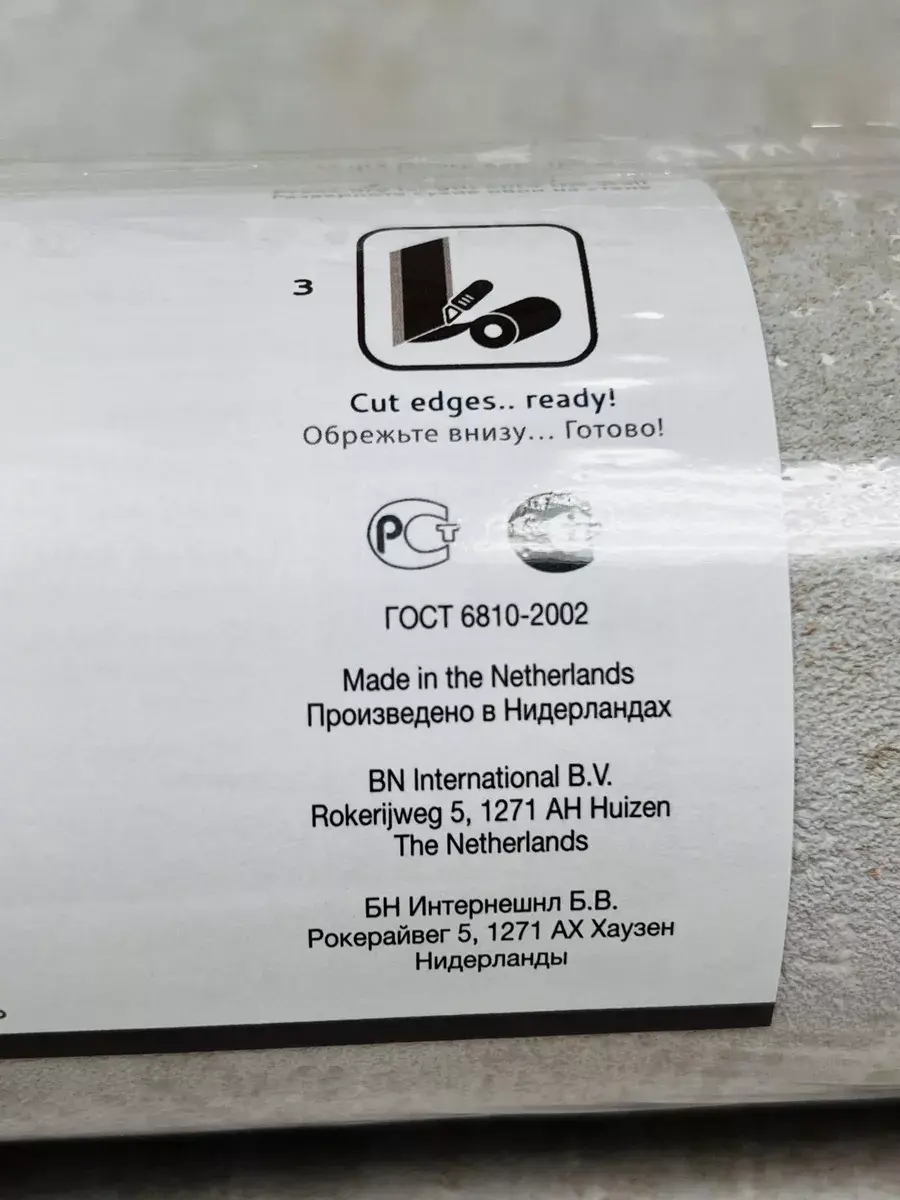 3
Cut edges.. ready!
Обрежьте внизу... Готово!
РСТ
ГОСТ 6810-2002
Made in the Netherlands
Произведено в Нидерландах
BN International B.V.
Rokerijweg 5, 1271 AH Huizen
The Netherlands
БН Интернешнл Б.В.
Рокерайвег 5, 1271 АХ Хаузен
Нидерланды